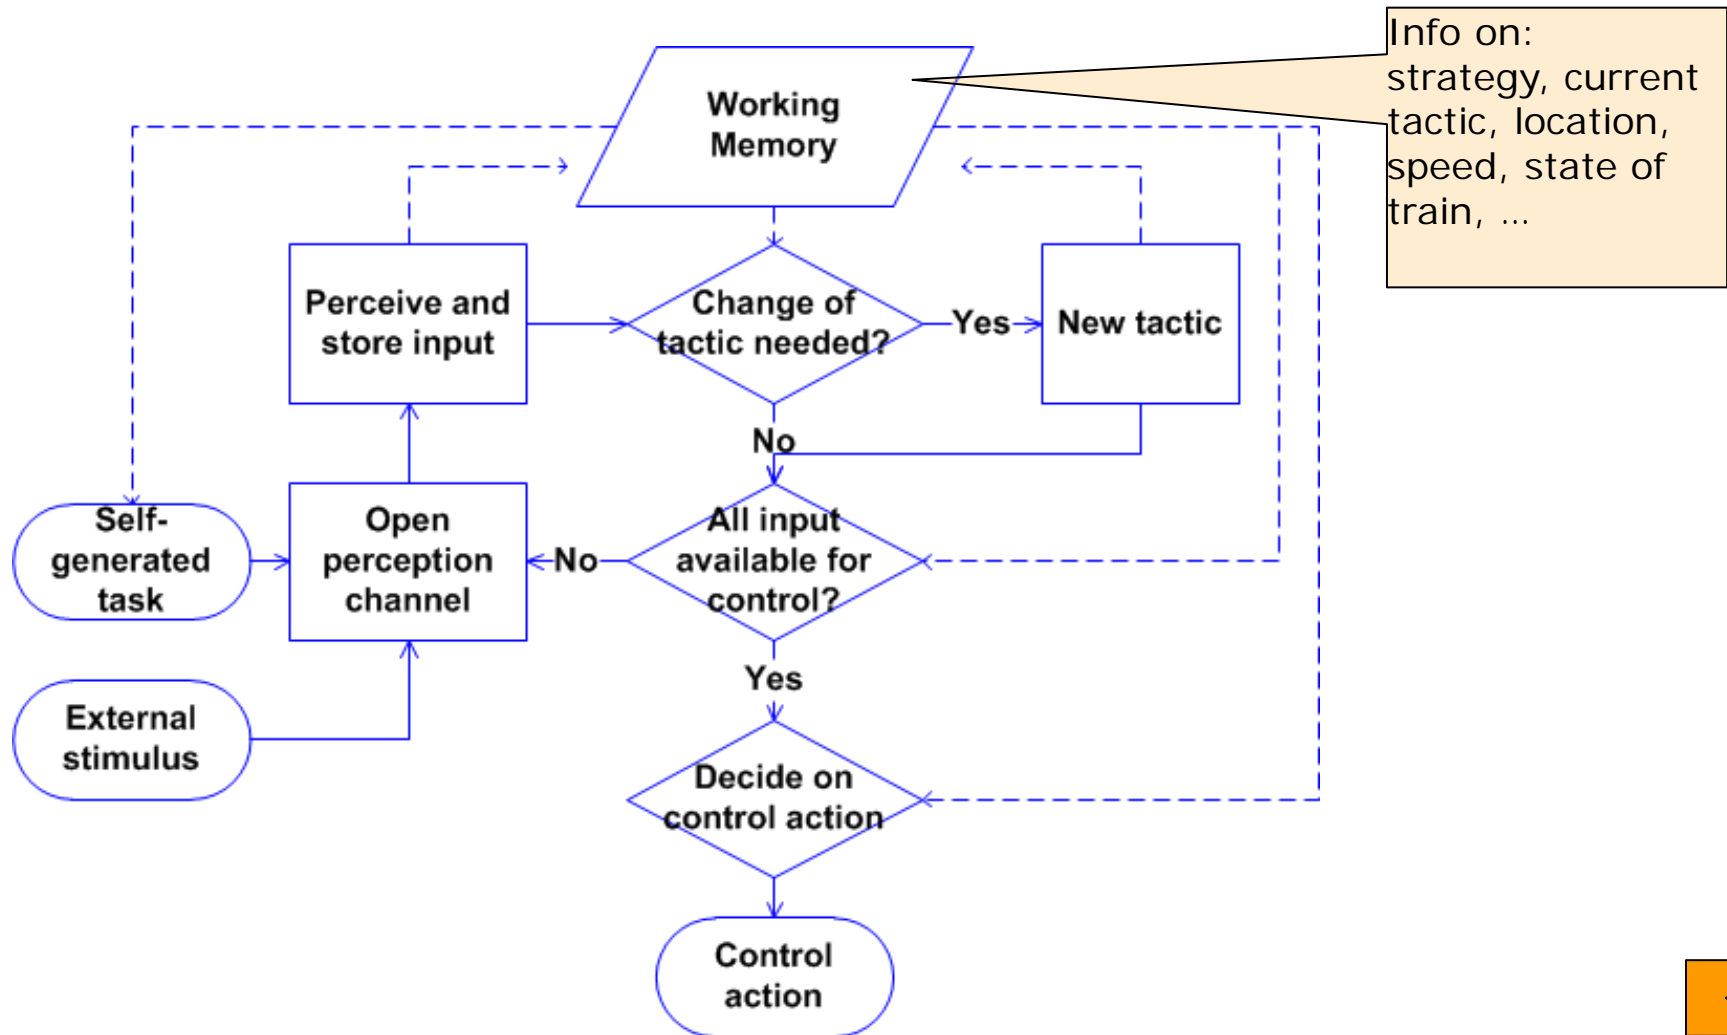 Info on:
strategy, current
tactic, location,
speed, state of
train, ...
Working
Memory
Perceive and
store input
Change of
tactic needed?
Yes
New tactic
No
Self-
generated
task
Open
perception
channel
No
All input
available for
control?
Yes
External
stimulus
Decide on
control action
Control
action